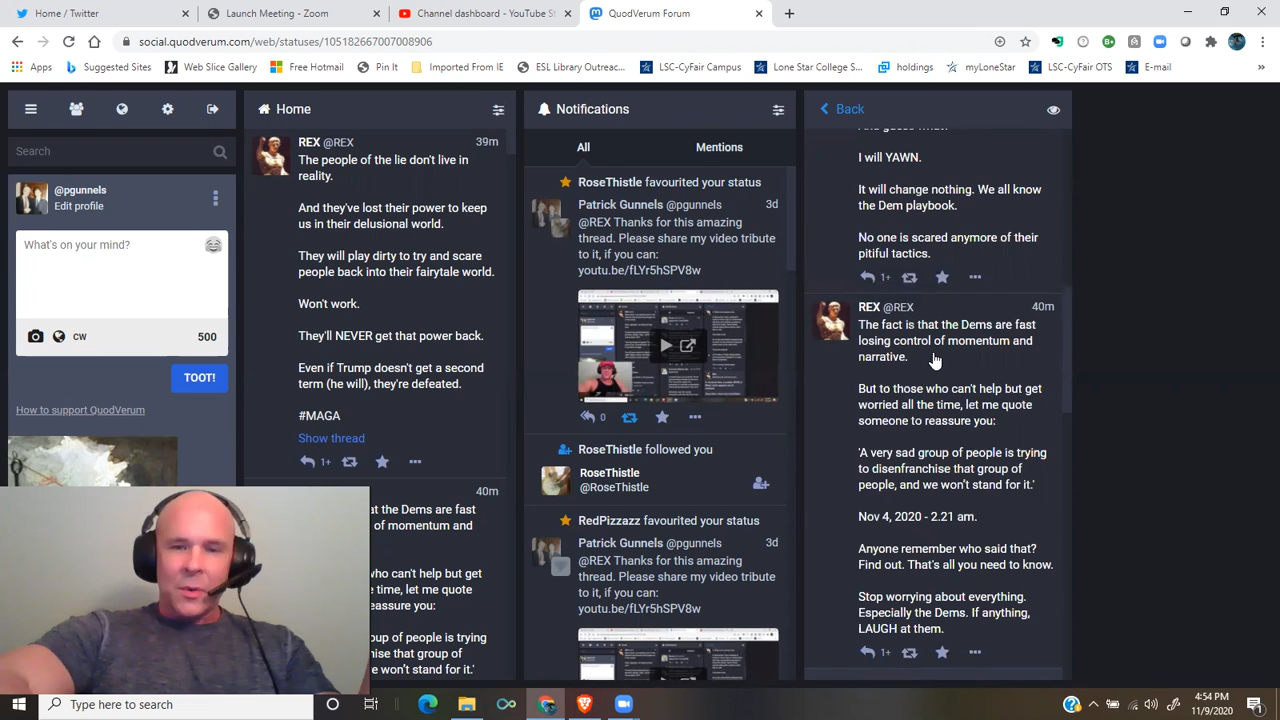 Home / Twitter
Launch Meeting - Zoom
Channel dashboard - YouTube St
QuodVerum Forum
social.quodverum.com/web/statuses/105182667007008906
Apps
Suggested Sites
Web Slice Gallery
Free Hotmail
Pin It
Imported From IE
ESL Library Outreac...
LSC-CyFair Campus
Lone Star College S...
holdings
myLoneStar
LSC-CyFair OTS
E-mail
Search
@pgunnels
Edit profile
What's on your mind?
cw
500
TOOT!
How to support QuodVerum
Home
REX @REX
39m
The people of the lie don't live in
reality.
And they've lost their power to keep
us in their delusional world.
They will play dirty to try and scare
people back into their fairytale world.
Won't work.
They'll NEVER have that power back.
Even if Trump doesn't get a second
term (he will), they're defeated.
#MAGA
Show thread
1+
40m
at the Dems are fast
of momentum and
who can't help but get
e time, let me quote
eassure you:
oup of people is trying
hise that group of
won't stand for it.'
Notifications
All
Mentions
RoseThistle favourited your status
Patrick Gunnels @pgunnels
3d
@REX Thanks for this amazing
thread. Please share my video tribute
to it, if you can:
youtu.be/fLYr5hSPV8w
0
RoseThistle followed you
RoseThistle
@RoseThistle
RedPizzazz favourited your status
Patrick Gunnels @pgunnels
3d
@REX Thanks for this amazing
thread. Please share my video tribute
to it, if you can:
youtu.be/fLYr5hSPV8w
Back
And guess what?
I will YAWN.
It will change nothing. We all know
the Dem playbook.
No one is scared anymore of their
pitiful tactics.
1+
REX @REX
40m
The fact is that the Dems are fast
losing control of momentum and
narrative.
But to those who can't help but get
worried all the time, let me quote
someone to reassure you:
'A very sad group of people is trying
to disenfranchise that group of
people, and we won't stand for it.'
Nov 4, 2020 - 2.21 am.
Anyone remember who said that?
Find out. That's all you need to know.
Stop worrying about everything.
Especially the Dems. If anything,
LAUGH at them.
1+
Type here to search
4:54 PM
11/9/2020